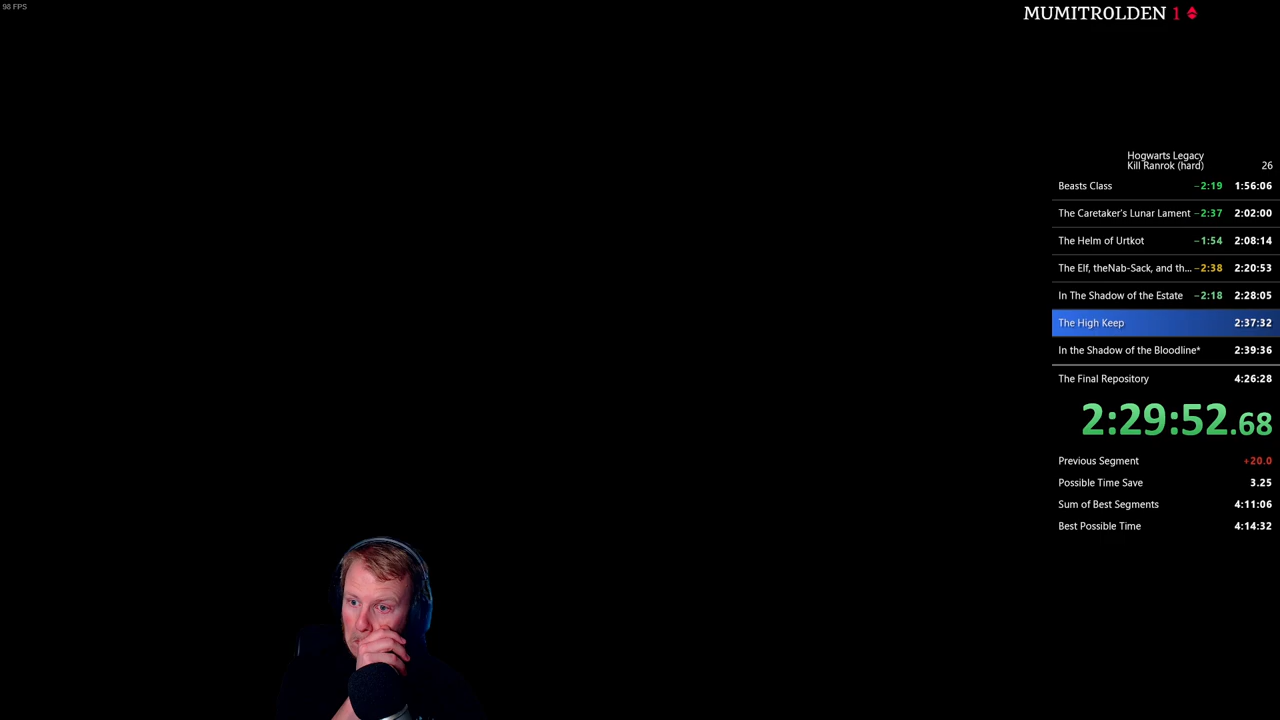 98 FPS
MUMITROLDEN 1
Hogwarts Legacy
Kill Ranrok (hard) 26
Beasts Class −2:19 1:56:06
The Caretaker's Lunar Lament −2:37 2:02:00
The Helm of Urtkot −1:54 2:08:14
The Elf, theNab-Sack, and th... −2:38 2:20:53
In The Shadow of the Estate −2:18 2:28:05
The High Keep 2:37:32
In the Shadow of the Bloodline* 2:39:36
The Final Repository 4:26:28
2:29:52.68
Previous Segment +20.0
Possible Time Save 3.25
Sum of Best Segments 4:11:06
Best Possible Time 4:14:32